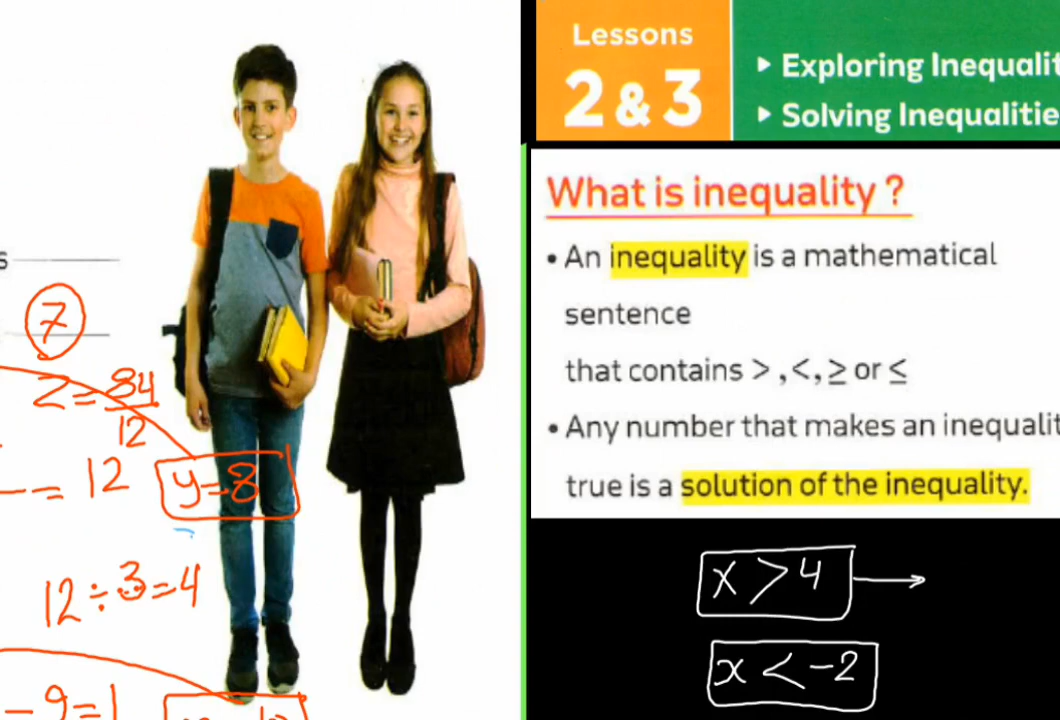 s
7
z = 84/12
= 12
y = 8
12 ÷ 3 = 4
- 9 = 1
Lessons
2 & 3
▸ Exploring Inequalit
▸ Solving Inequalitie
What is inequality ?
• An inequality is a mathematical
sentence
that contains > , < , ≥ or ≤
• Any number that makes an inequalit
true is a solution of the inequality.
x > 4
x < -2